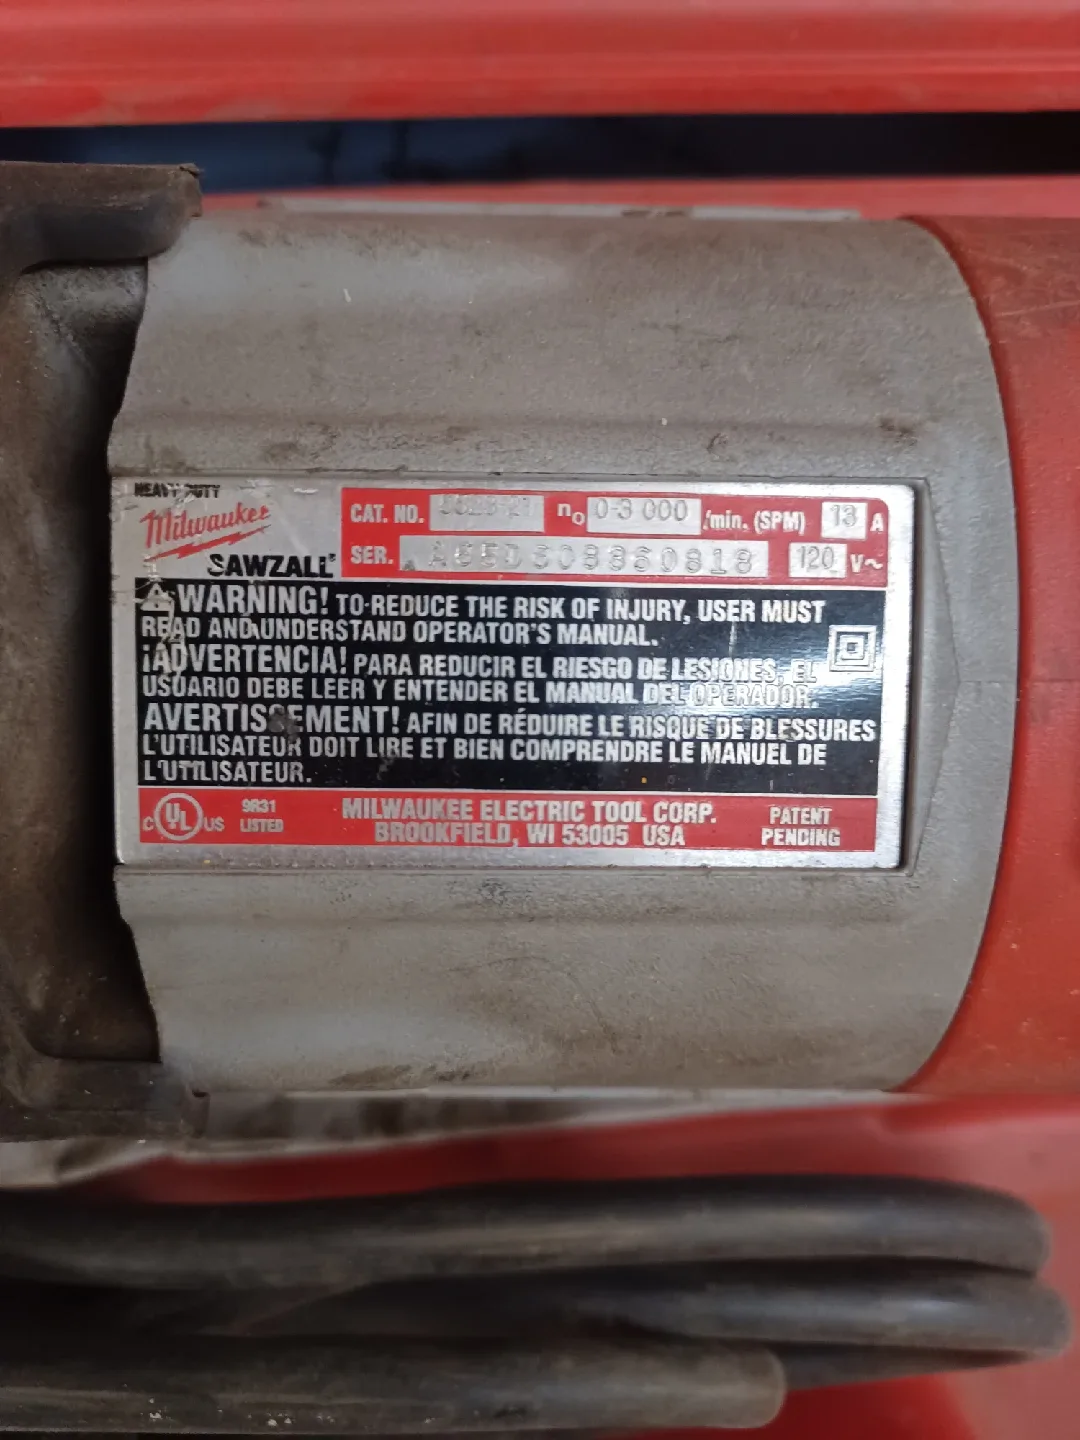 HEAVY DUTY
Milwaukee
SAWZALL®
CAT. NO. n₀ 0-3 000 /min. (SPM) 13 A
SER. 120 V~
WARNING! TO REDUCE THE RISK OF INJURY, USER MUST
READ AND UNDERSTAND OPERATOR'S MANUAL.
¡ADVERTENCIA! PARA REDUCIR EL RIESGO DE LESIONES, EL
USUARIO DEBE LEER Y ENTENDER EL MANUAL DEL OPERADOR.
AVERTISSEMENT! AFIN DE RÉDUIRE LE RISQUE DE BLESSURES
L'UTILISATEUR DOIT LIRE ET BIEN COMPRENDRE LE MANUEL DE
L'UTILISATEUR.
C UL US
9R31
LISTED
MILWAUKEE ELECTRIC TOOL CORP.
BROOKFIELD, WI 53005 USA
PATENT
PENDING